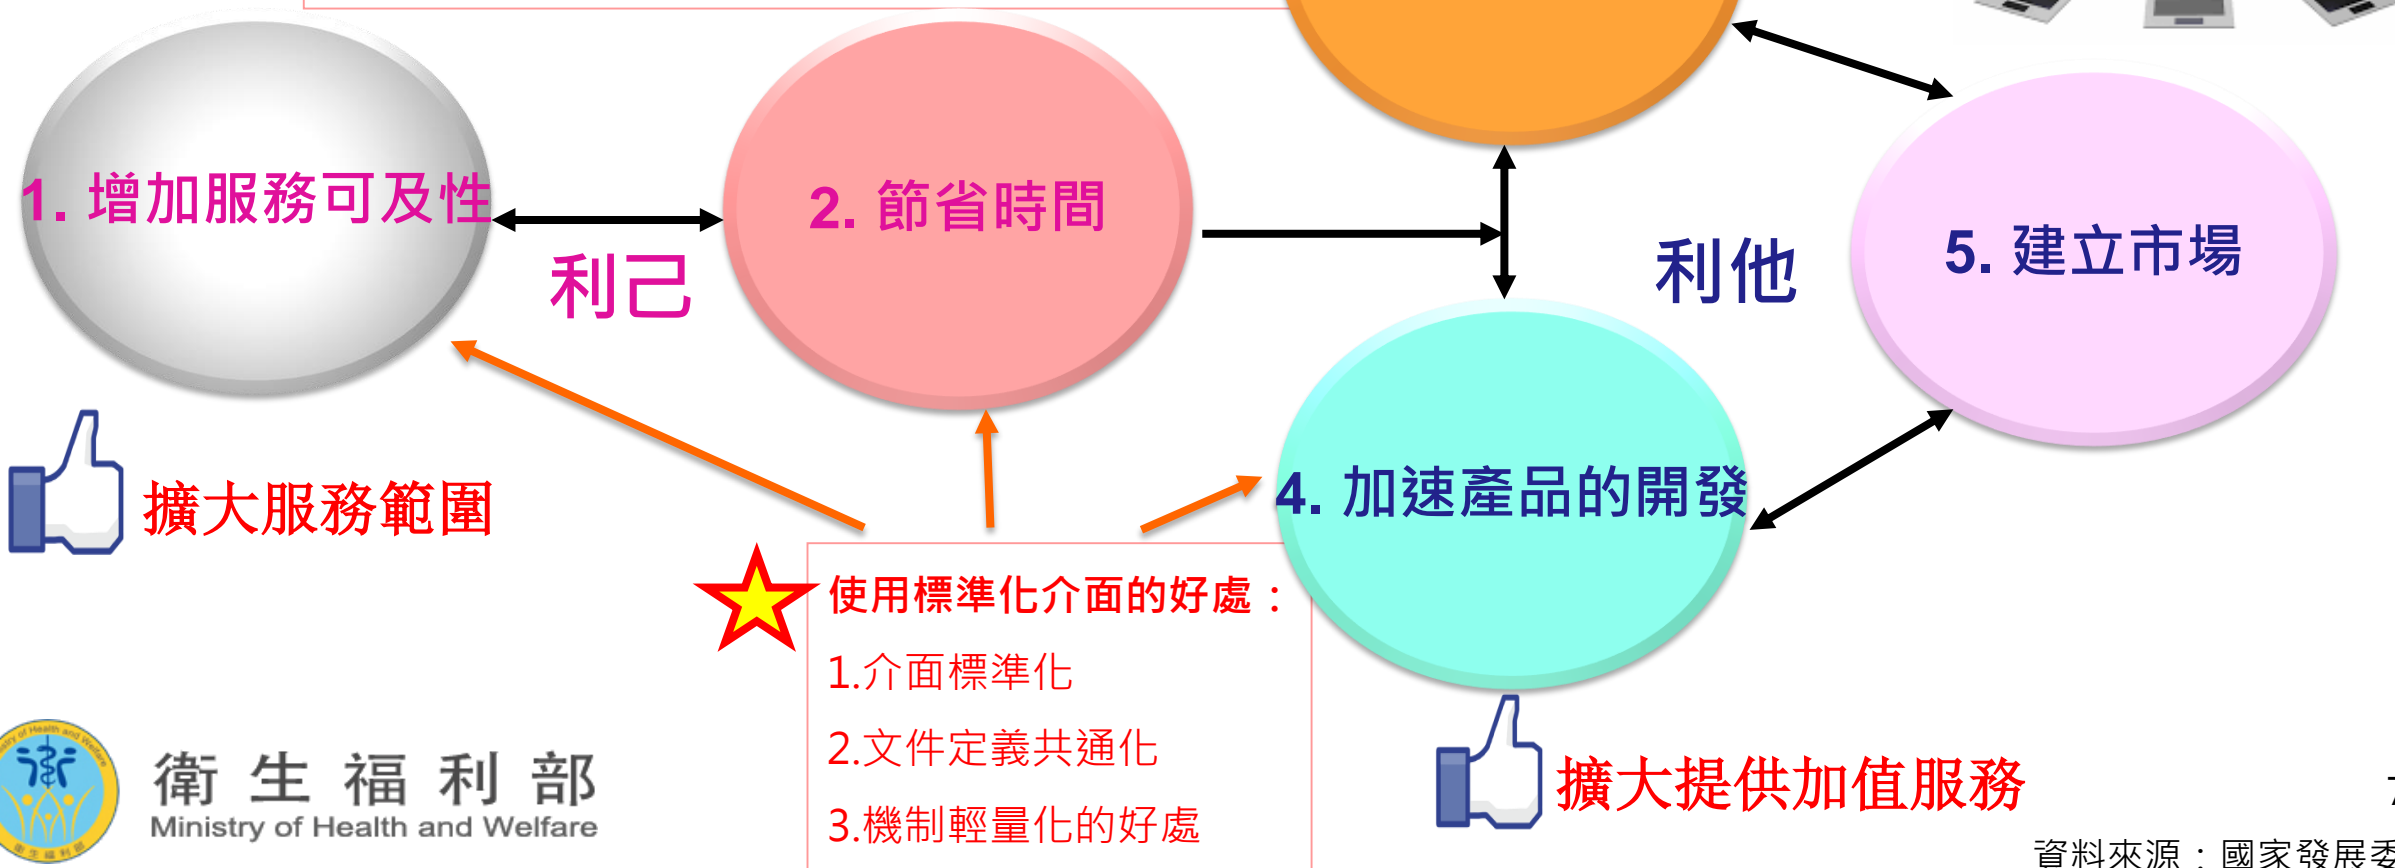 1. 增加服務可及性
2. 節省時間
利己
利他
5. 建立市場
4. 加速產品的開發
擴大服務範圍
使用標準化介面的好處：
1.介面標準化
2.文件定義共通化
3.機制輕量化的好處
擴大提供加值服務
衛生福利部
Ministry of Health and Welfare
資料來源：國家發展委